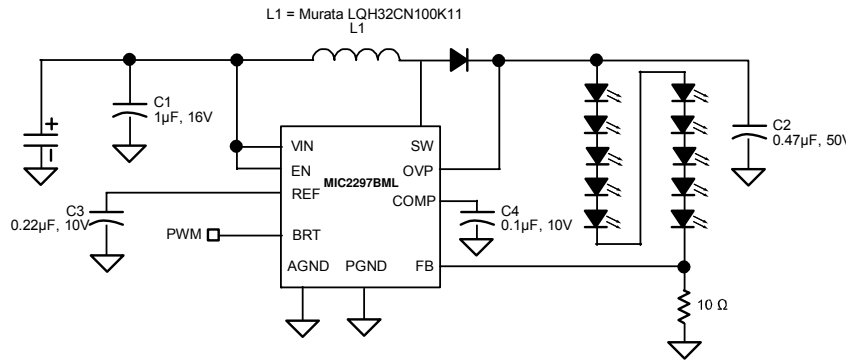 L1 = Murata LQH32CN100K11
L1
C1
1µF, 16V
+
-
VIN
SW
EN
OVP
MIC2297BML
REF
COMP
C2
0.47µF, 50V
C3
0.22µF, 10V
C4
0.1µF, 10V
PWM
BRT
AGND
PGND
FB
10 Ω